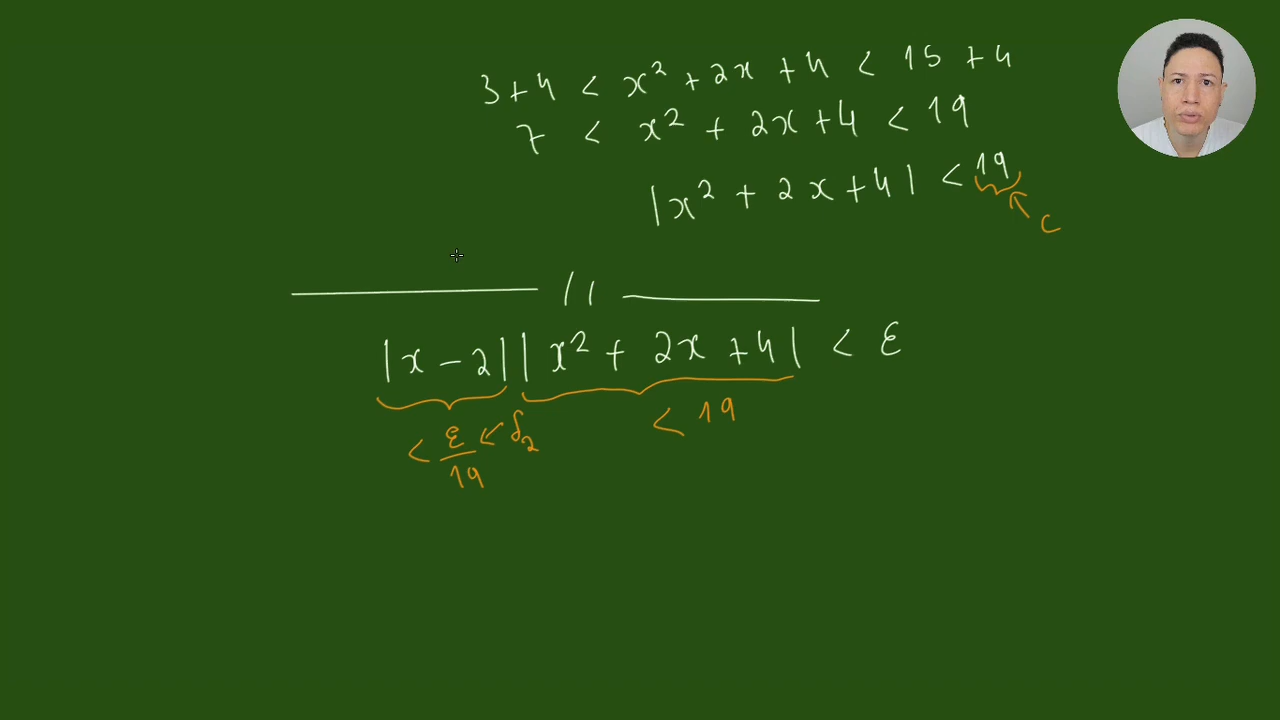 3 + 4 < x² + 2x + 4 < 15 + 4
7 < x² + 2x + 4 < 19
|x² + 2x + 4| < 19
C
|x - 2| |x² + 2x + 4| < ε
< ε/19 ← δ₂
< 19